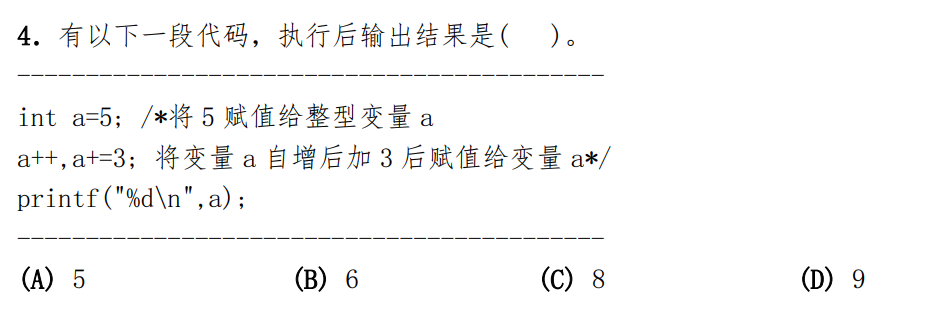 4. 有以下一段代码，执行后输出结果是(   )。
-------------------------------------------
int a=5; /*将 5 赋值给整型变量 a
a++,a+=3; 将变量 a 自增后加 3 后赋值给变量 a*/
printf("%d\n",a);
-------------------------------------------
(A) 5 (B) 6 (C) 8 (D) 9